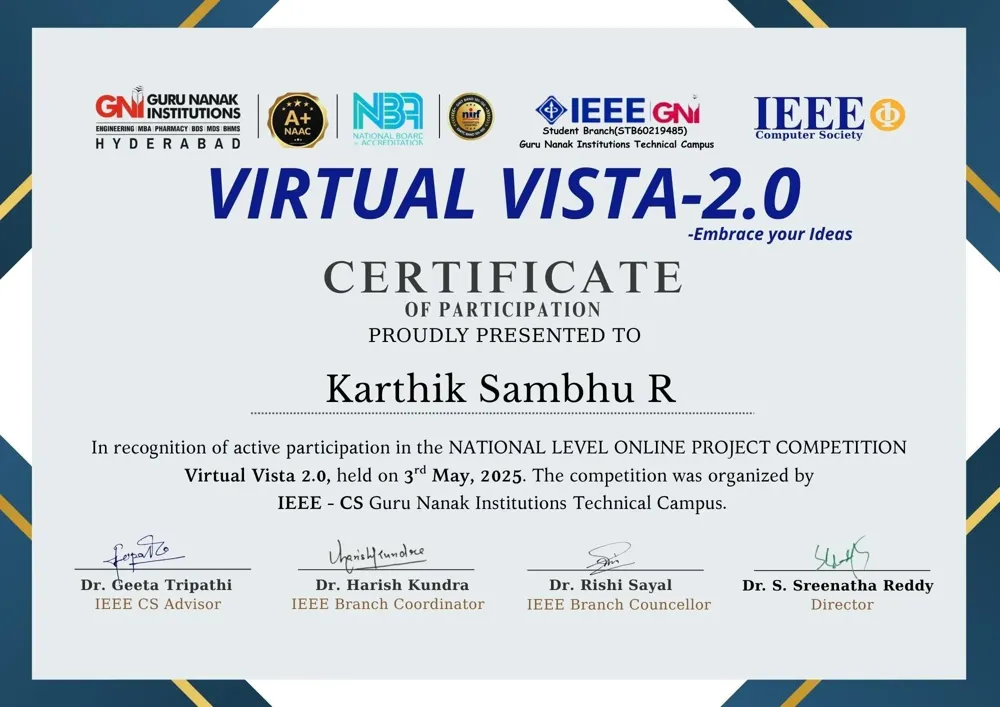 GNI GURU NANAK INSTITUTIONS
ENGINEERING | MBA | PHARMACY | BDS | MDS | BHMS
HYDERABAD
A+
NAAC
NBA
NATIONAL BOARD
of ACCREDITATION
nirf
IEEE GNI
Student Branch(STB60219485)
Guru Nanak Institutions Technical Campus
IEEE
Computer Society
VIRTUAL VISTA-2.0
-Embrace your Ideas
CERTIFICATE
OF PARTICIPATION
PROUDLY PRESENTED TO
Karthik Sambhu R
In recognition of active participation in the NATIONAL LEVEL ONLINE PROJECT COMPETITION
Virtual Vista 2.0, held on 3rd May, 2025. The competition was organized by
IEEE - CS Guru Nanak Institutions Technical Campus.
Dr. Geeta Tripathi
IEEE CS Advisor
Dr. Harish Kundra
IEEE Branch Coordinator
Dr. Rishi Sayal
IEEE Branch Councellor
Dr. S. Sreenatha Reddy
Director